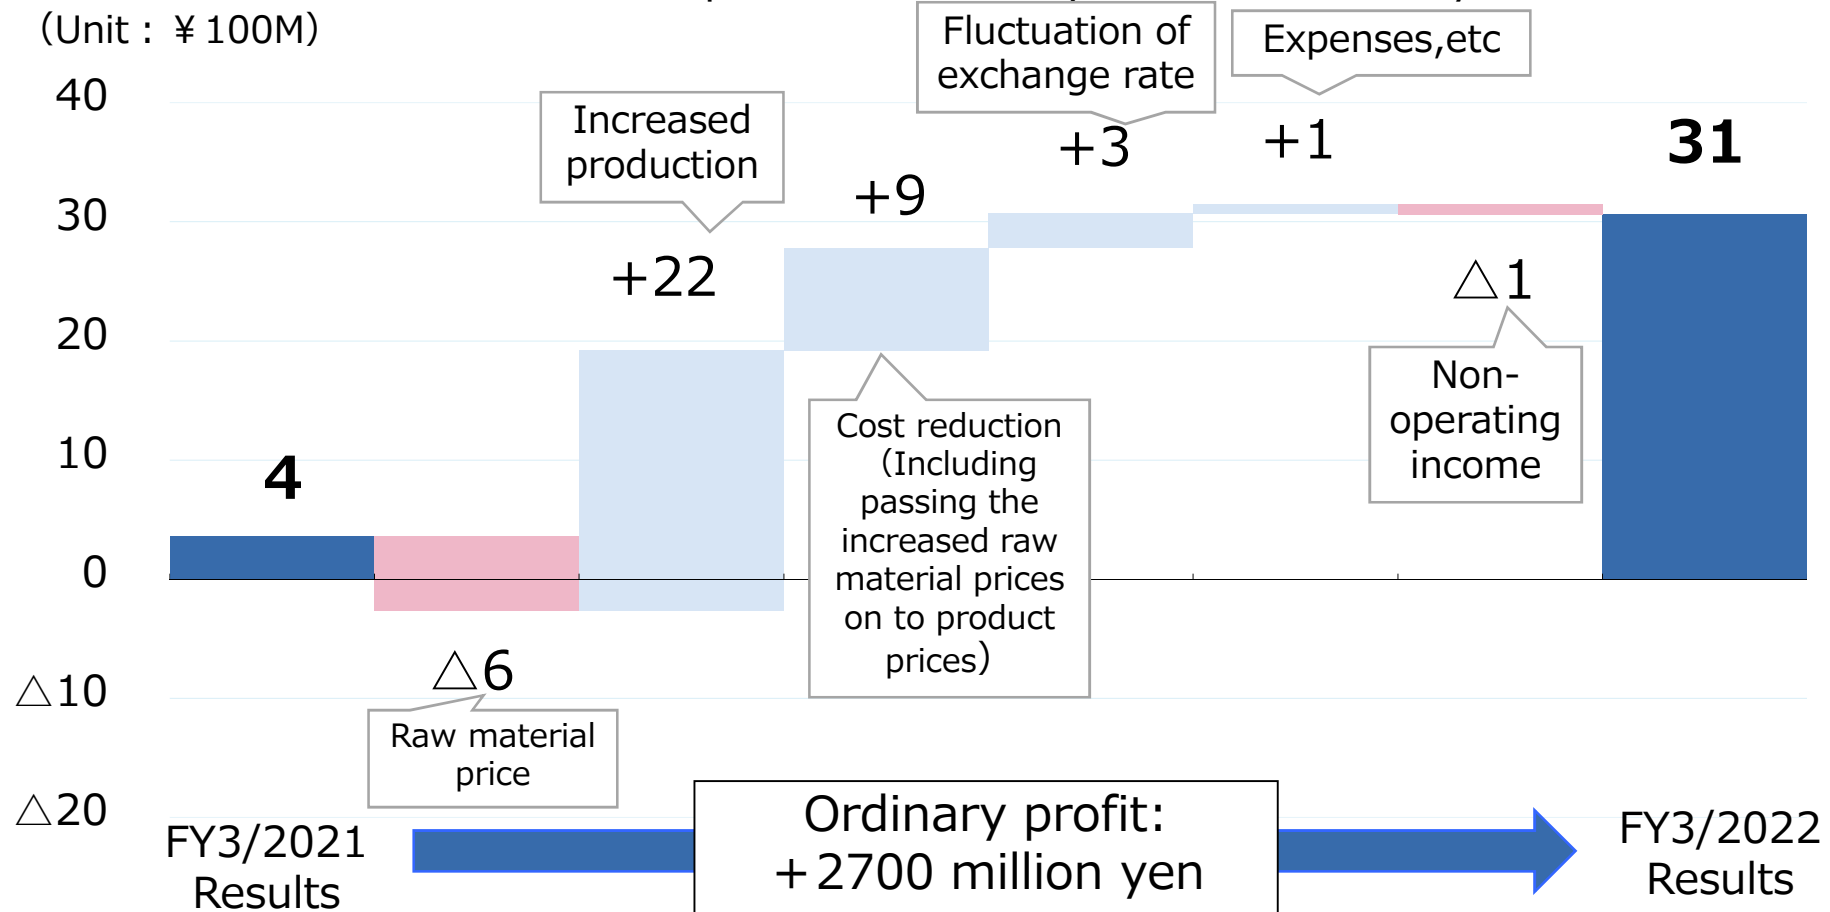 （Unit：￥100M）
Fluctuation of
exchange rate
Expenses,etc
40
Increased
production
+3
+1
31
+9
30
+22
△1
20
Non-
operating
income
Cost reduction
（Including
passing the
increased raw
material prices
on to product
prices）
10
4
0
△6
△10
Raw material
price
△20
Ordinary profit:
+2700 million yen
FY3/2021
Results
FY3/2022
Results